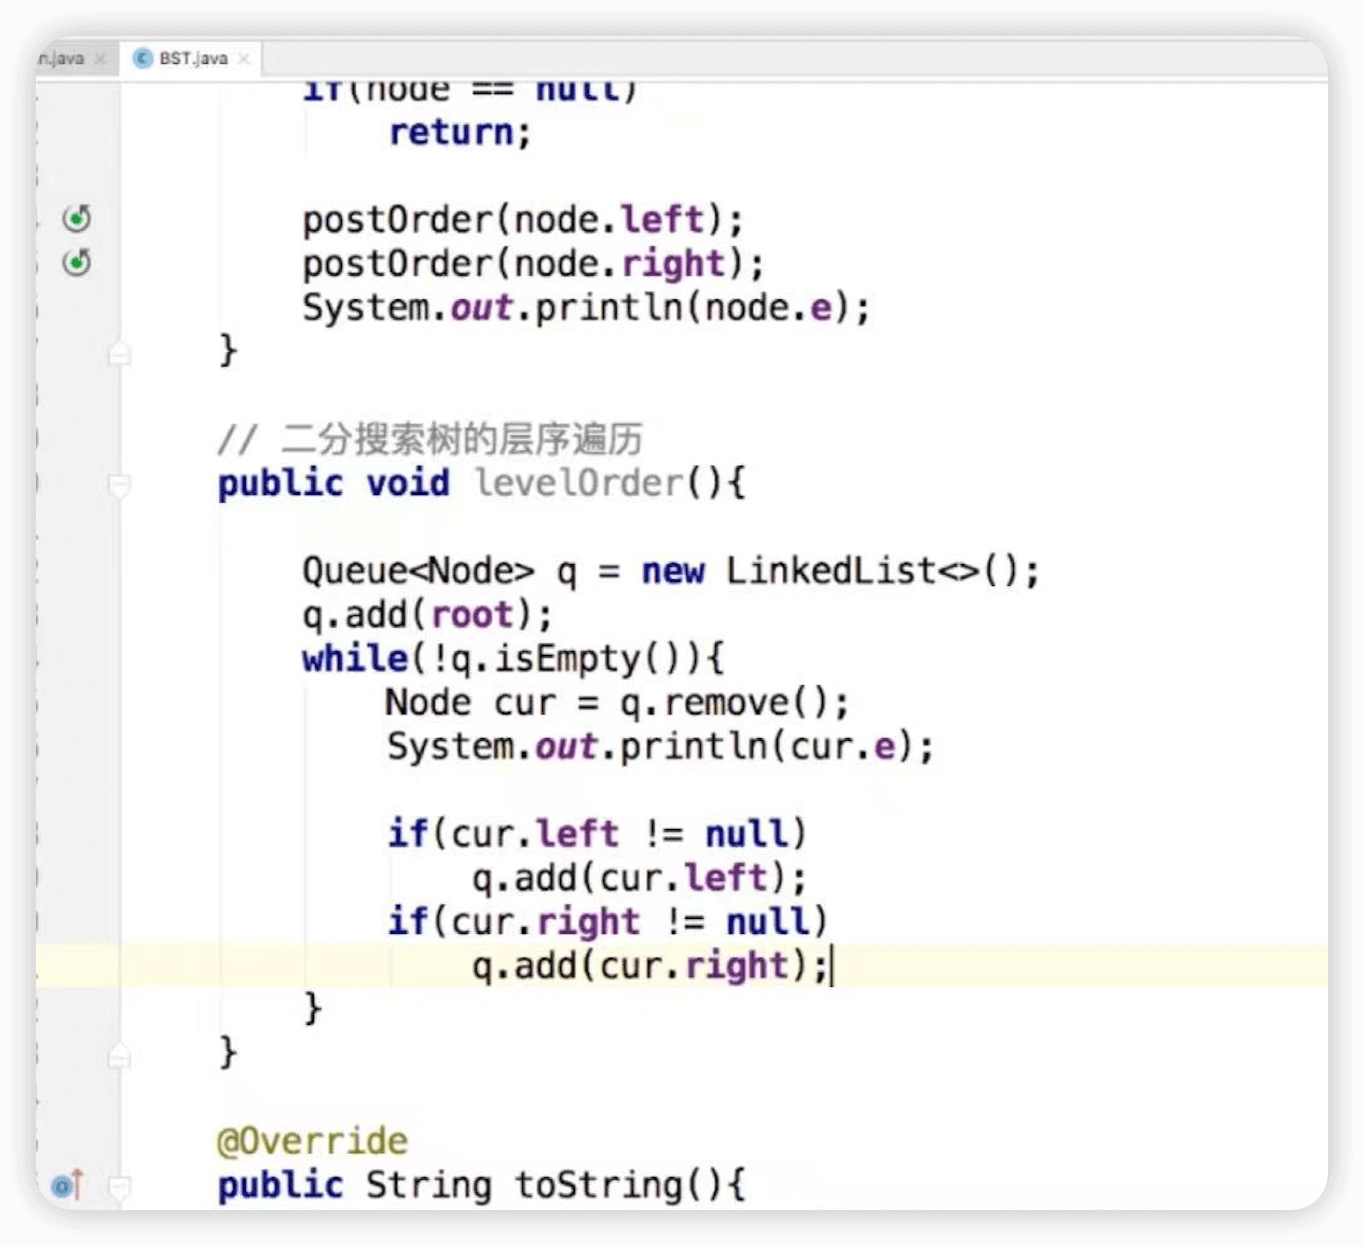 n.java BST.java
if(node == null)
return;
postOrder(node.left);
postOrder(node.right);
System.out.println(node.e);
}
// 二分搜索树的层序遍历
public void levelOrder(){
Queue<Node> q = new LinkedList<>();
q.add(root);
while(!q.isEmpty()){
Node cur = q.remove();
System.out.println(cur.e);
if(cur.left != null)
q.add(cur.left);
if(cur.right != null)
q.add(cur.right);
}
}
@Override
public String toString(){